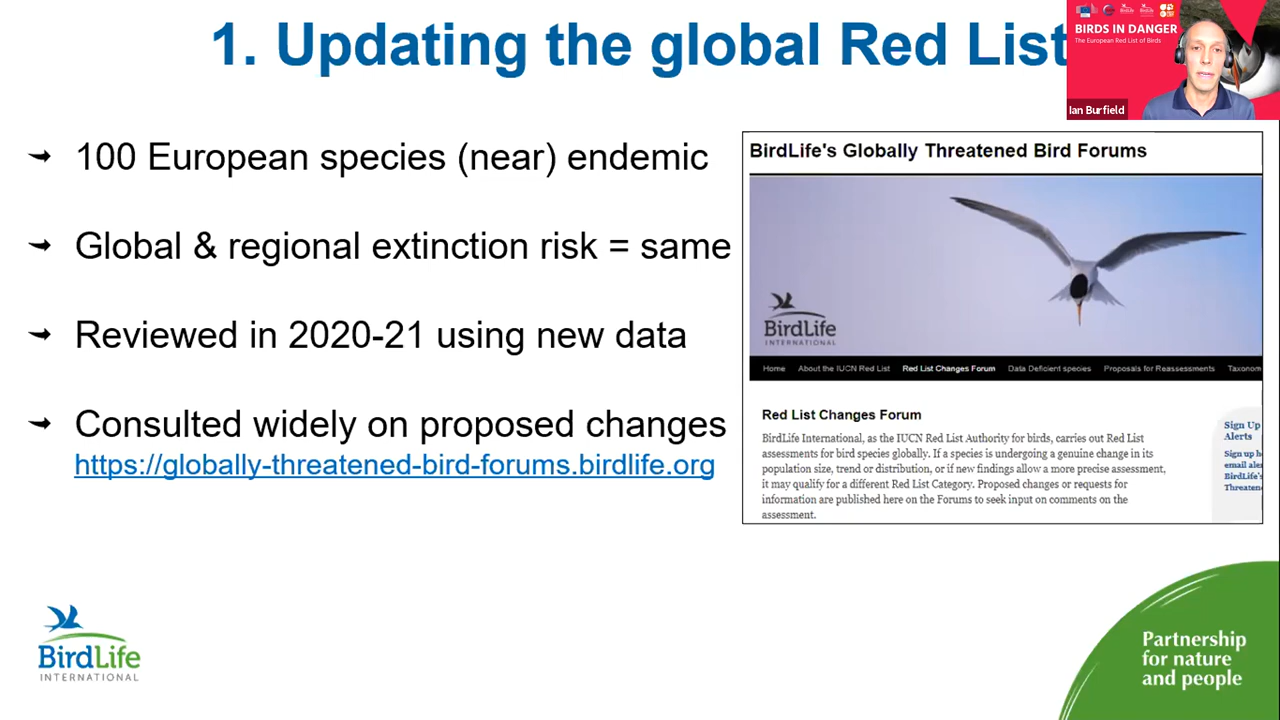 1. Updating the global Red List
BIRDS IN DANGER
The European Red List of Birds
Ian Burfield
100 European species (near) endemic
Global & regional extinction risk = same
Reviewed in 2020-21 using new data
Consulted widely on proposed changes
https://globally-threatened-bird-forums.birdlife.org
BirdLife's Globally Threatened Bird Forums
BirdLife
INTERNATIONAL
Home About the IUCN Red List Red List Changes Forum Data Deficient species Proposals for Reassessments Taxonom
Red List Changes Forum
BirdLife International, as the IUCN Red List Authority for birds, carries out Red List
assessments for bird species globally. If a species is undergoing a genuine change in its
population size, trend or distribution, or if new findings allow a more precise assessment,
it may qualify for a different Red List Category. Proposed changes or requests for
information are published here on the Forums to seek input on comments on the
assessment.
Sign Up
Alerts
Sign up h
email aler
BirdLife's
Threatene
BirdLife
INTERNATIONAL
Partnership
for nature
and people